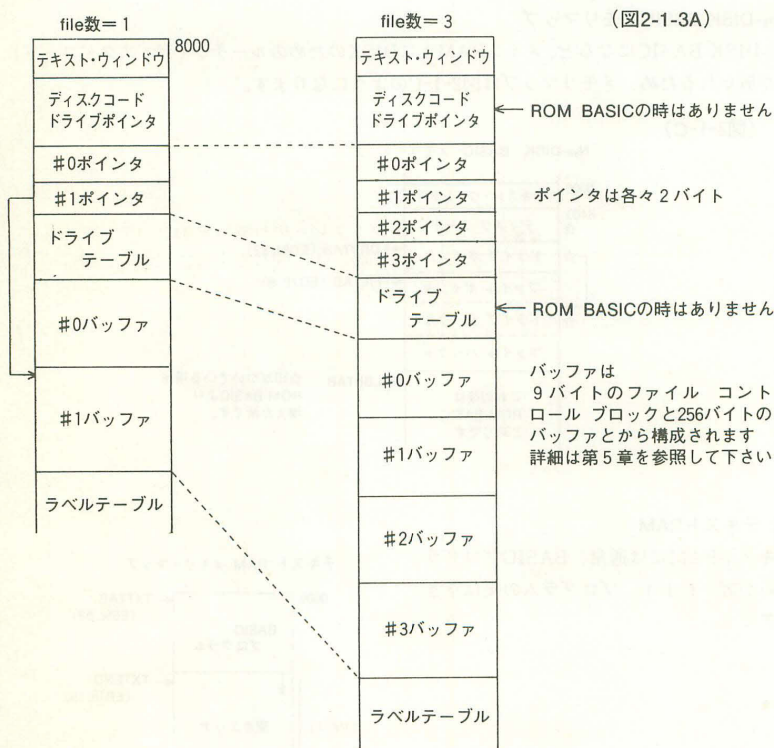 (図2-1-3A)
file数＝1
8000
テキスト・ウィンドウ
ディスクコード
ドライブポインタ
#0ポインタ
#1ポインタ
ドライブ
テーブル
#0バッファ
#1バッファ
ラベルテーブル
file数＝3
テキスト・ウィンドウ
ディスクコード
ドライブポインタ
ROM BASICの時はありません
#0ポインタ
#1ポインタ
ポインタは各々2バイト
#2ポインタ
#3ポインタ
ドライブ
テーブル
ROM BASICの時はありません
#0バッファ
バッファは
9バイトのファイル コント
ロール ブロックと256バイトの
バッファとから構成されます
詳細は第5章を参照して下さい
#1バッファ
#2バッファ
#3バッファ
ラベルテーブル